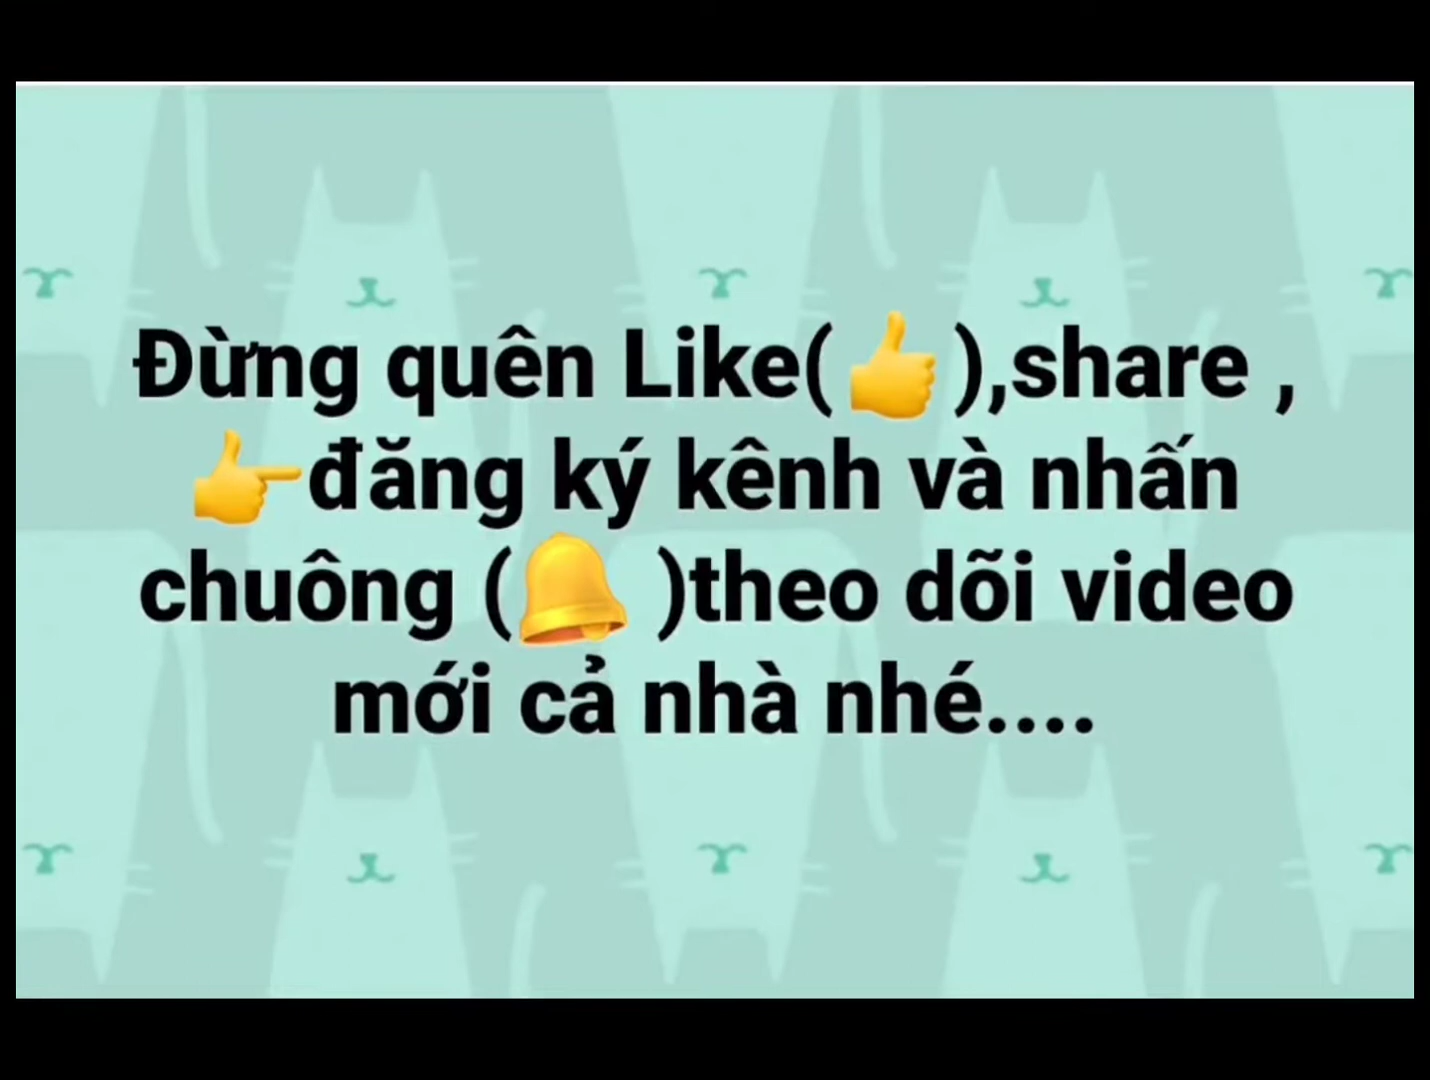 Đừng quên Like(👍),share ,
👉đăng ký kênh và nhấn
chuông (🔔 )theo dõi video
mới cả nhà nhé....